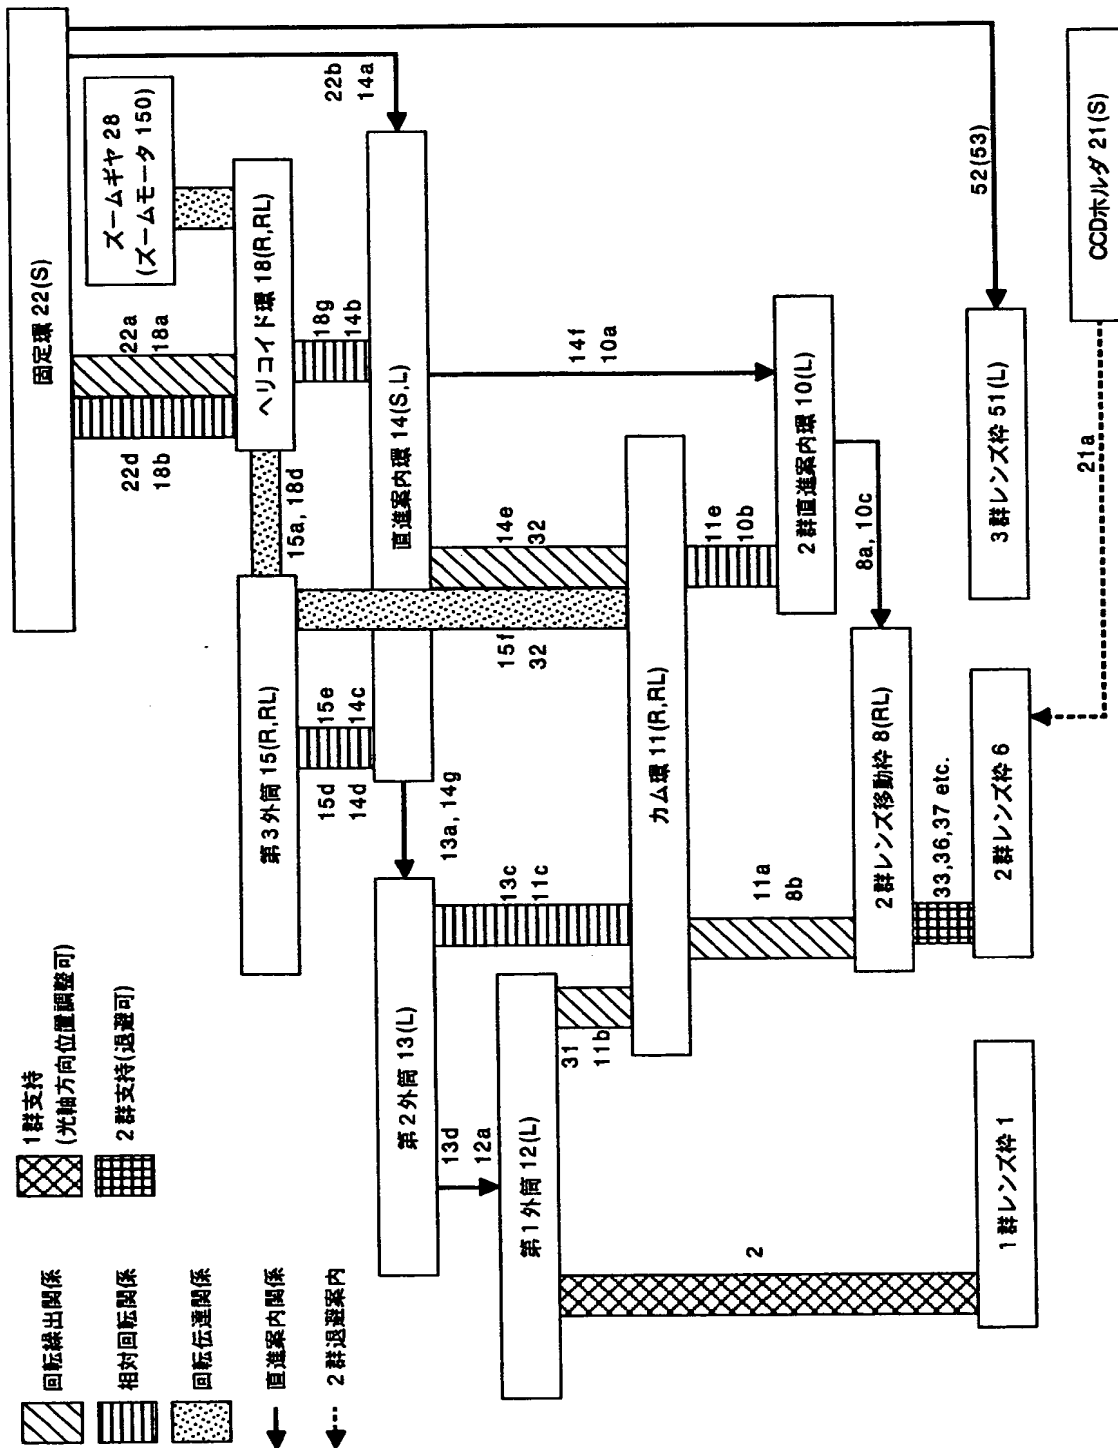 回転繰出関係
相対回転関係
回転伝達関係
直進案内関係
2群退避案内
1群支持
(光軸方向位置調整可)
2群支持(退避可)
固定環 22(S)
ズームギヤ 28
(ズームモータ 150)
22a
18a
22d
18b
22b
14a
ヘリコイド環 18(R,RL)
15a, 18d
18g
14b
第3外筒 15(R,RL)
15e
14c
15d
14d
直進案内環 14(S,L)
13a, 14g
14e
32
15f
32
14f
10a
52(53)
第2外筒 13(L)
13d
12a
13c
11c
第1外筒 12(L)
31
11b
カム環 11(R,RL)
11e
10b
11a
8b
2群直進案内環 10(L)
8a, 10c
2群レンズ移動枠 8(RL)
33,36,37 etc.
2
1群レンズ枠 1
2群レンズ枠 6
3群レンズ枠 51(L)
21a
CCDホルダ 21(S)